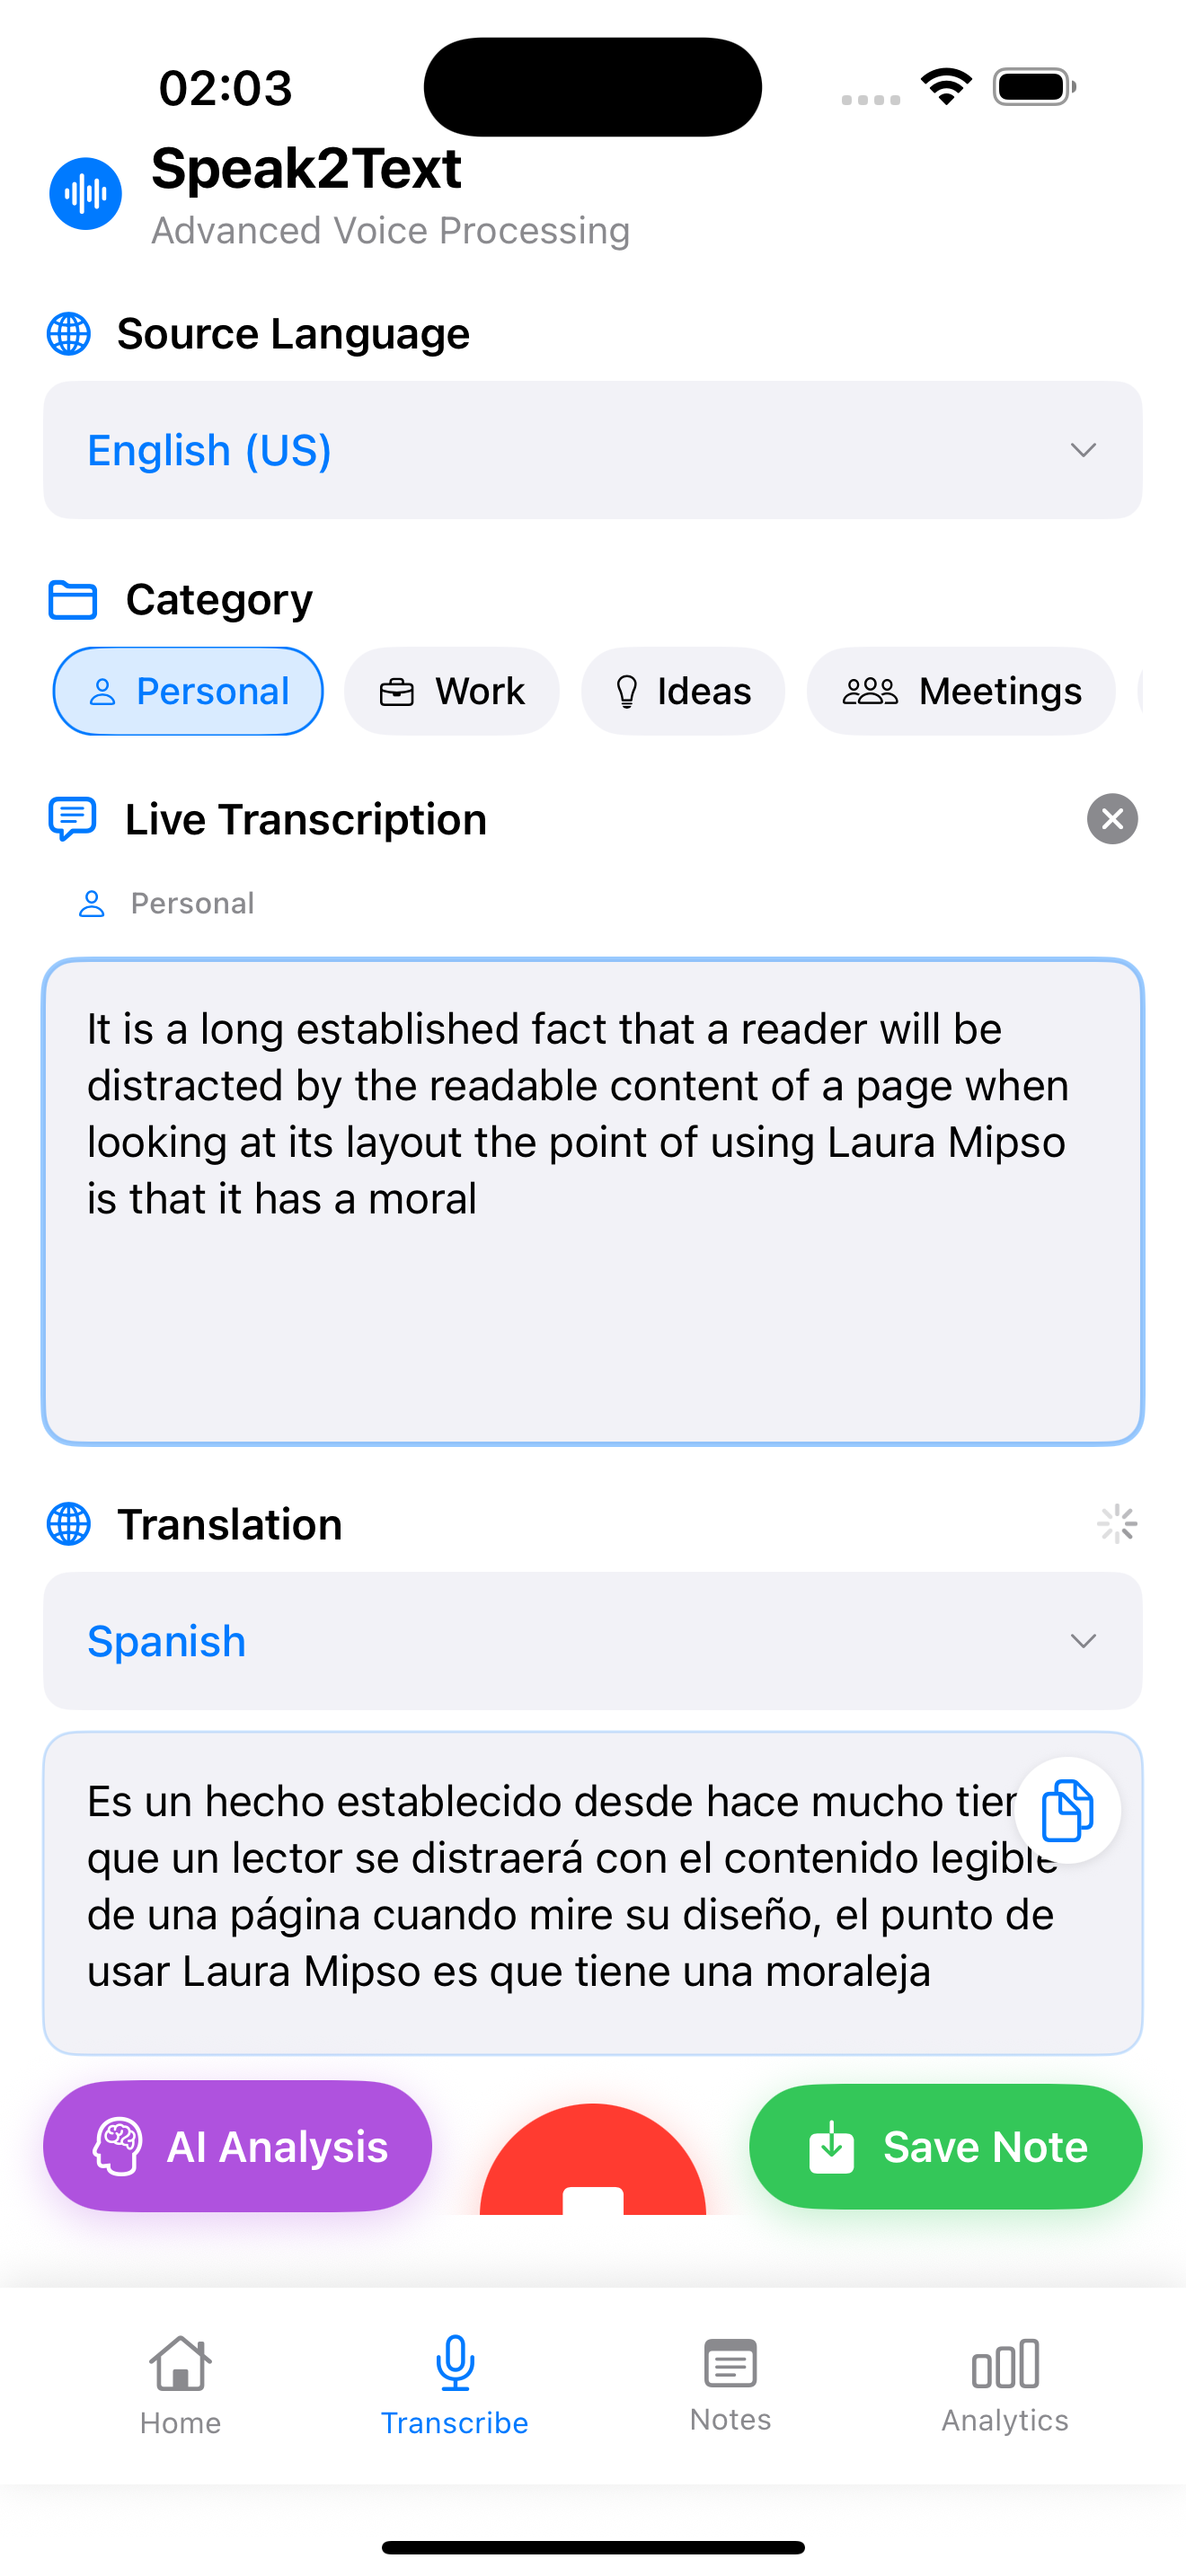 02:03
Speak2Text
Advanced Voice Processing
Source Language
English (US)
Category
Personal
Work
Ideas
Meetings
Live Transcription
Personal
It is a long established fact that a reader will be
distracted by the readable content of a page when
looking at its layout the point of using Laura Mipso
is that it has a moral
Translation
Spanish
Es un hecho establecido desde hace mucho
que un lector se distraerá con el contenido legible
de una página cuando mire su diseño, el punto de
usar Laura Mipso es que tiene una moraleja
AI Analysis
Save Note
Home
Transcribe
Notes
Analytics